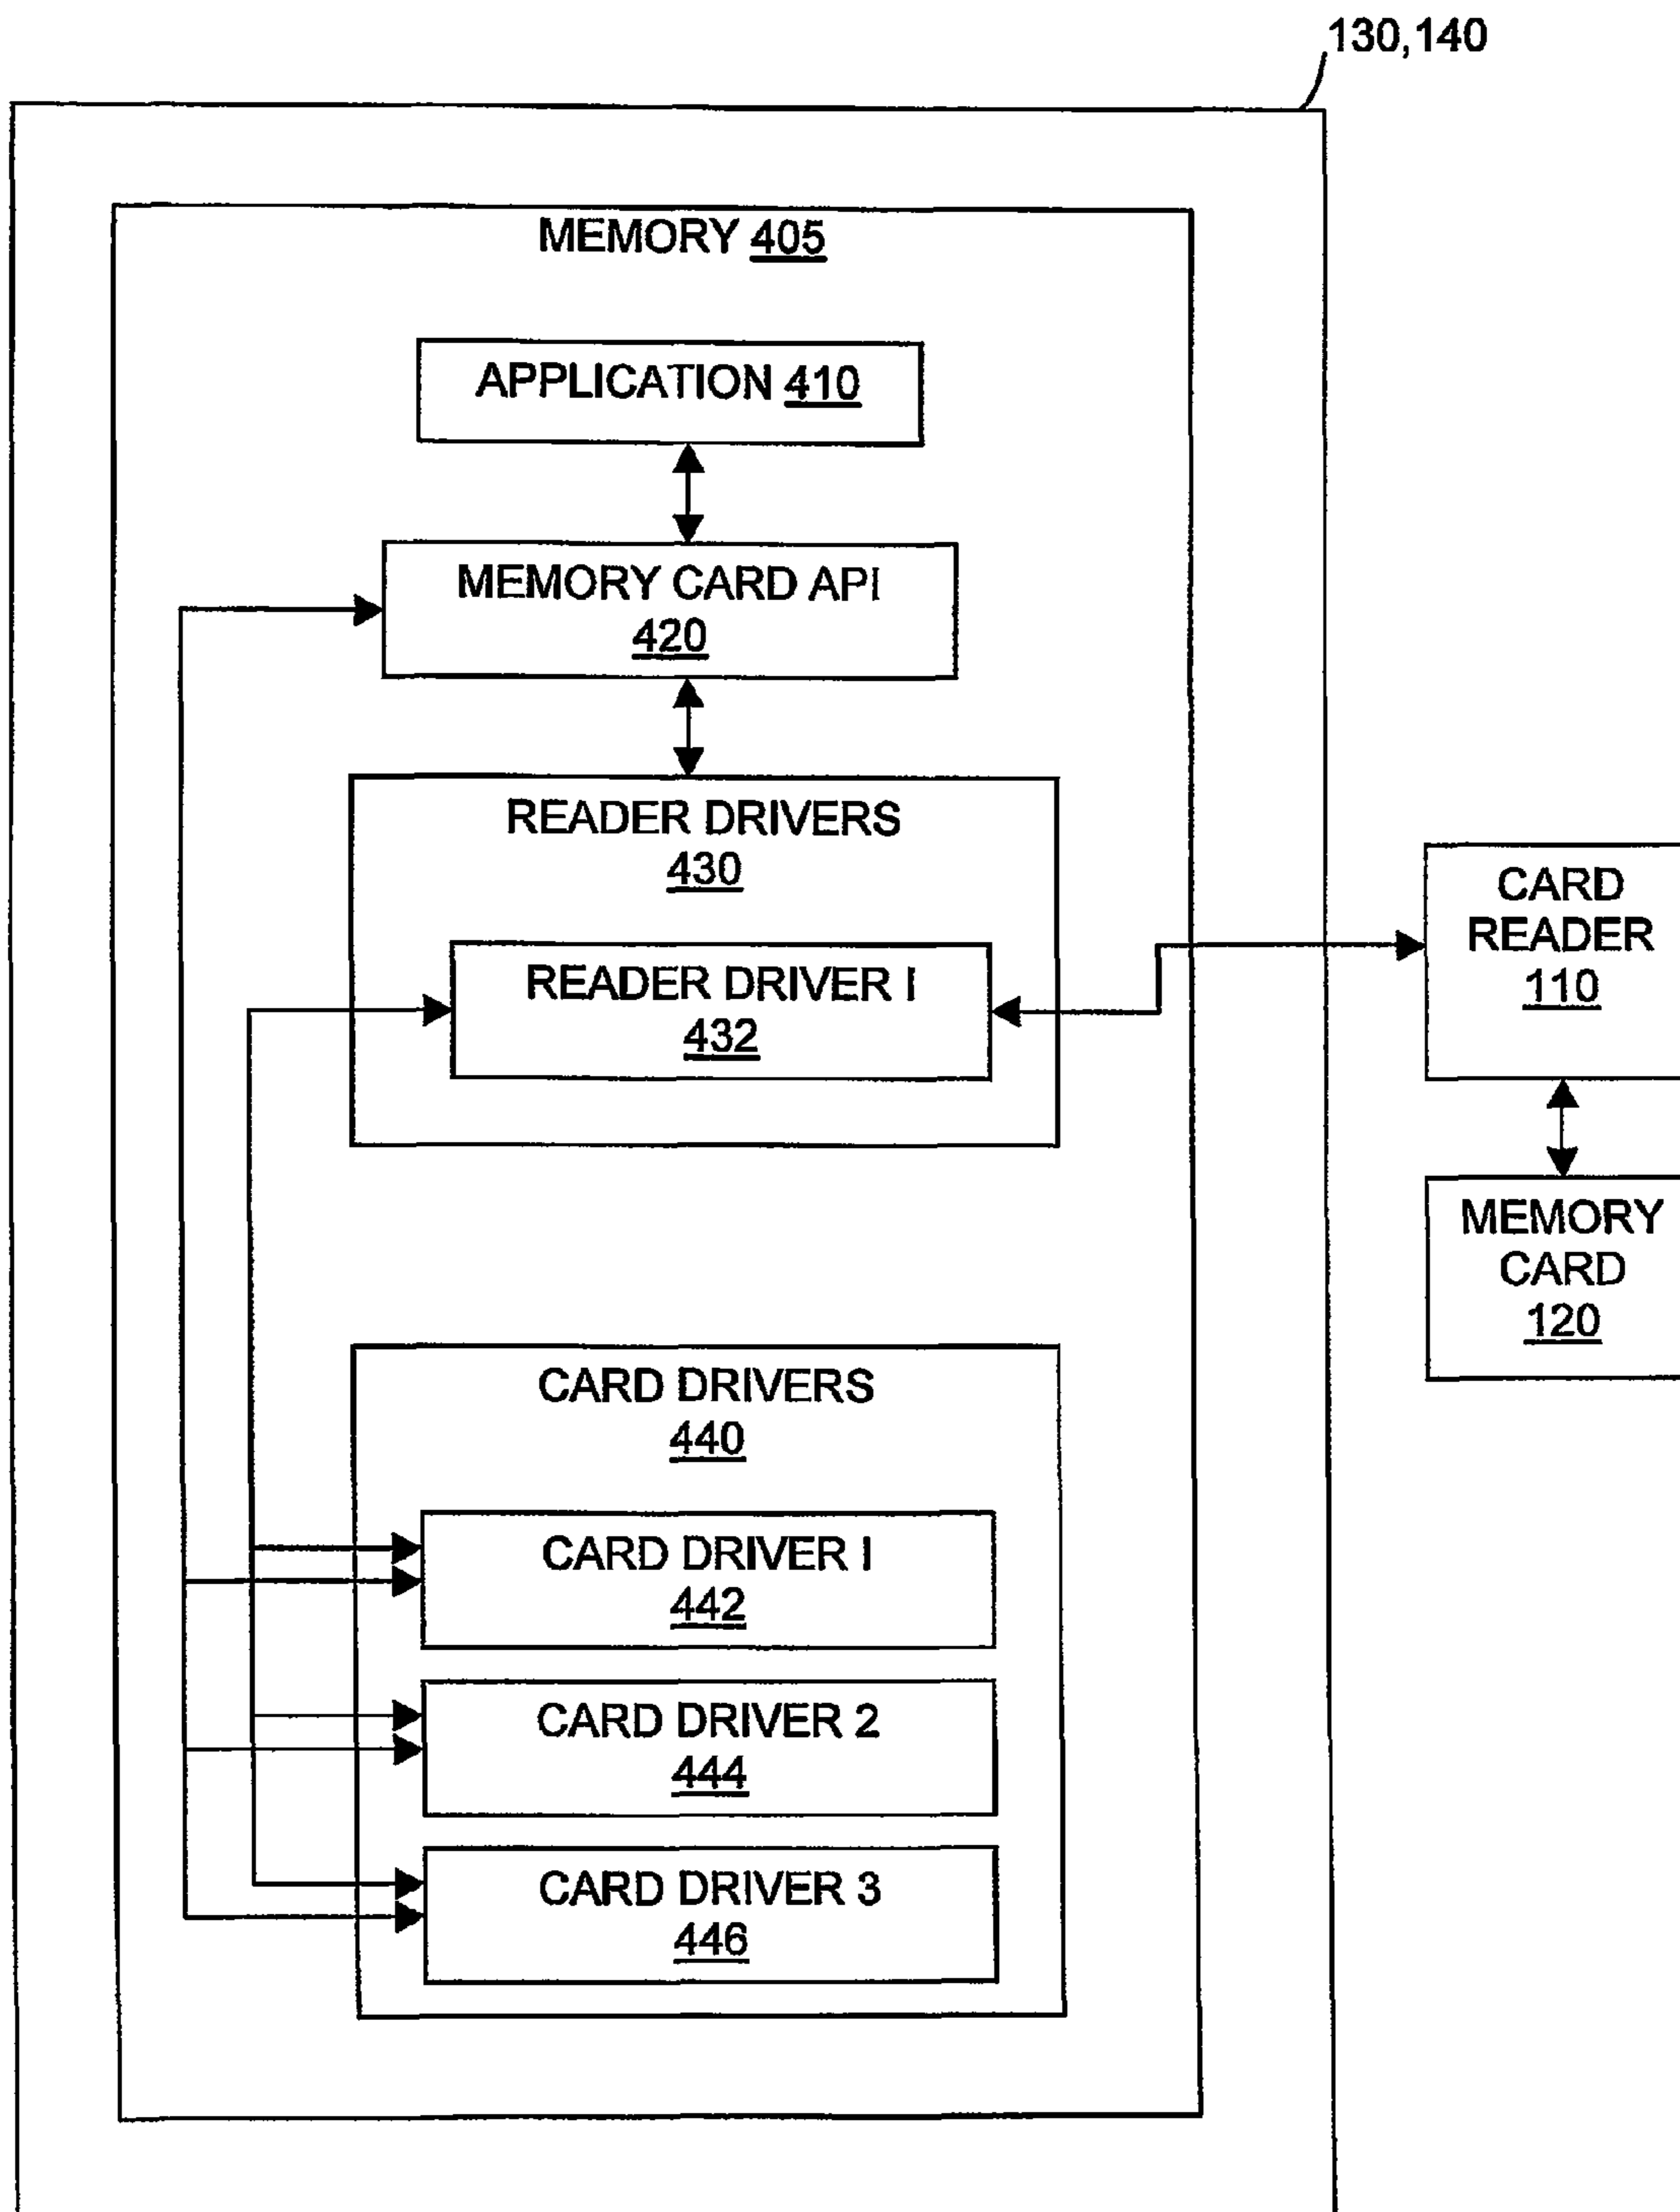 130,140
MEMORY 405
APPLICATION 410
MEMORY CARD API
420
READER DRIVERS
430
READER DRIVER I
432
CARD
READER
110
MEMORY
CARD
120
CARD DRIVERS
440
CARD DRIVER I
442
CARD DRIVER 2
444
CARD DRIVER 3
446